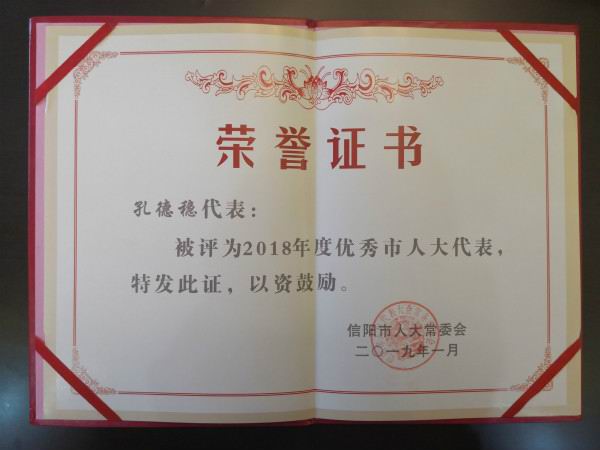 荣誉证书
孔德稳代表：
被评为2018年度优秀市人大代表，
特发此证，以资鼓励。
信阳市人大常委会
二〇一九年一月